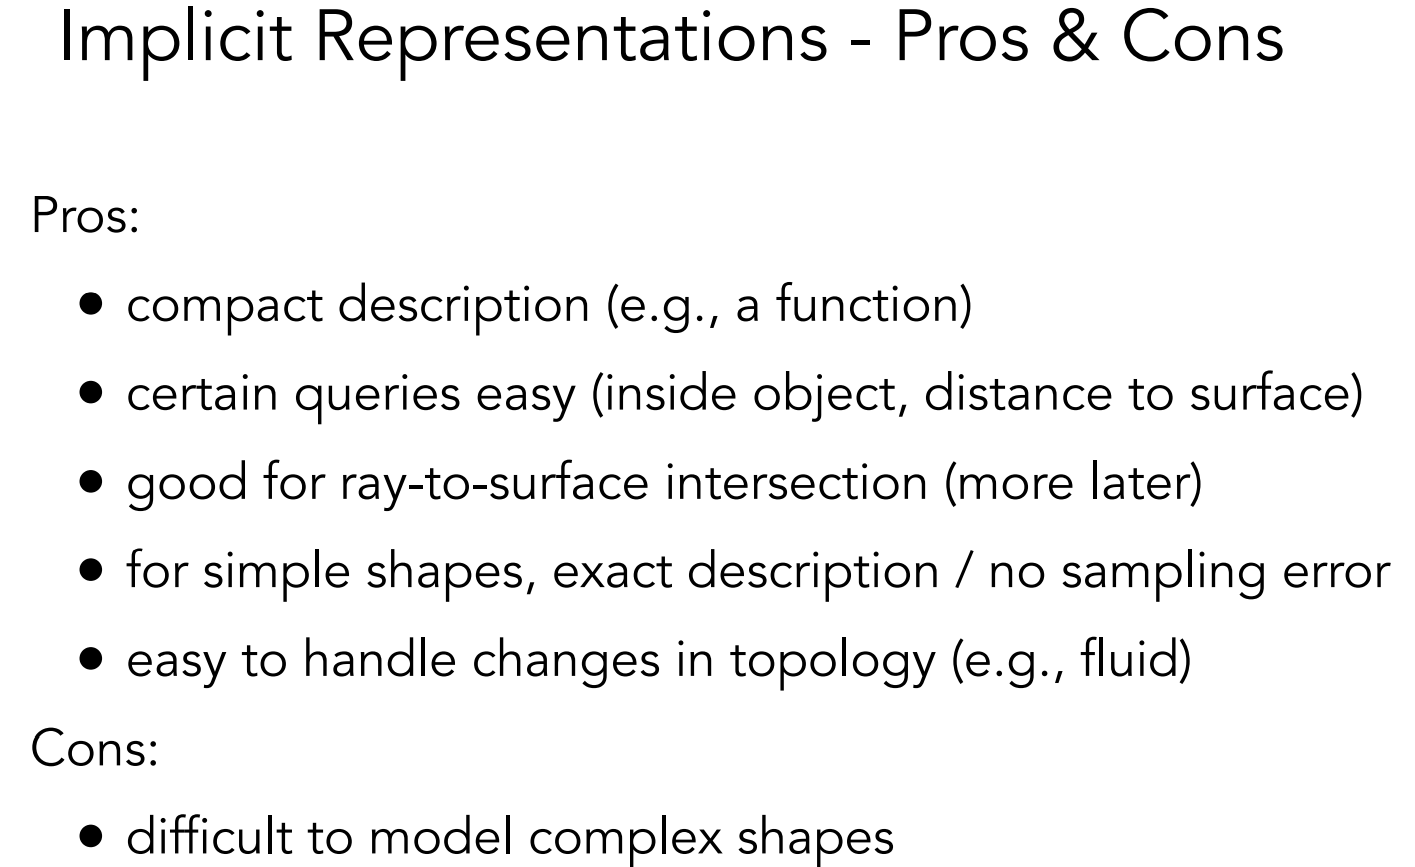 Implicit Representations - Pros & Cons
Pros:
• compact description (e.g., a function)
• certain queries easy (inside object, distance to surface)
• good for ray-to-surface intersection (more later)
• for simple shapes, exact description / no sampling error
• easy to handle changes in topology (e.g., fluid)
Cons:
• difficult to model complex shapes